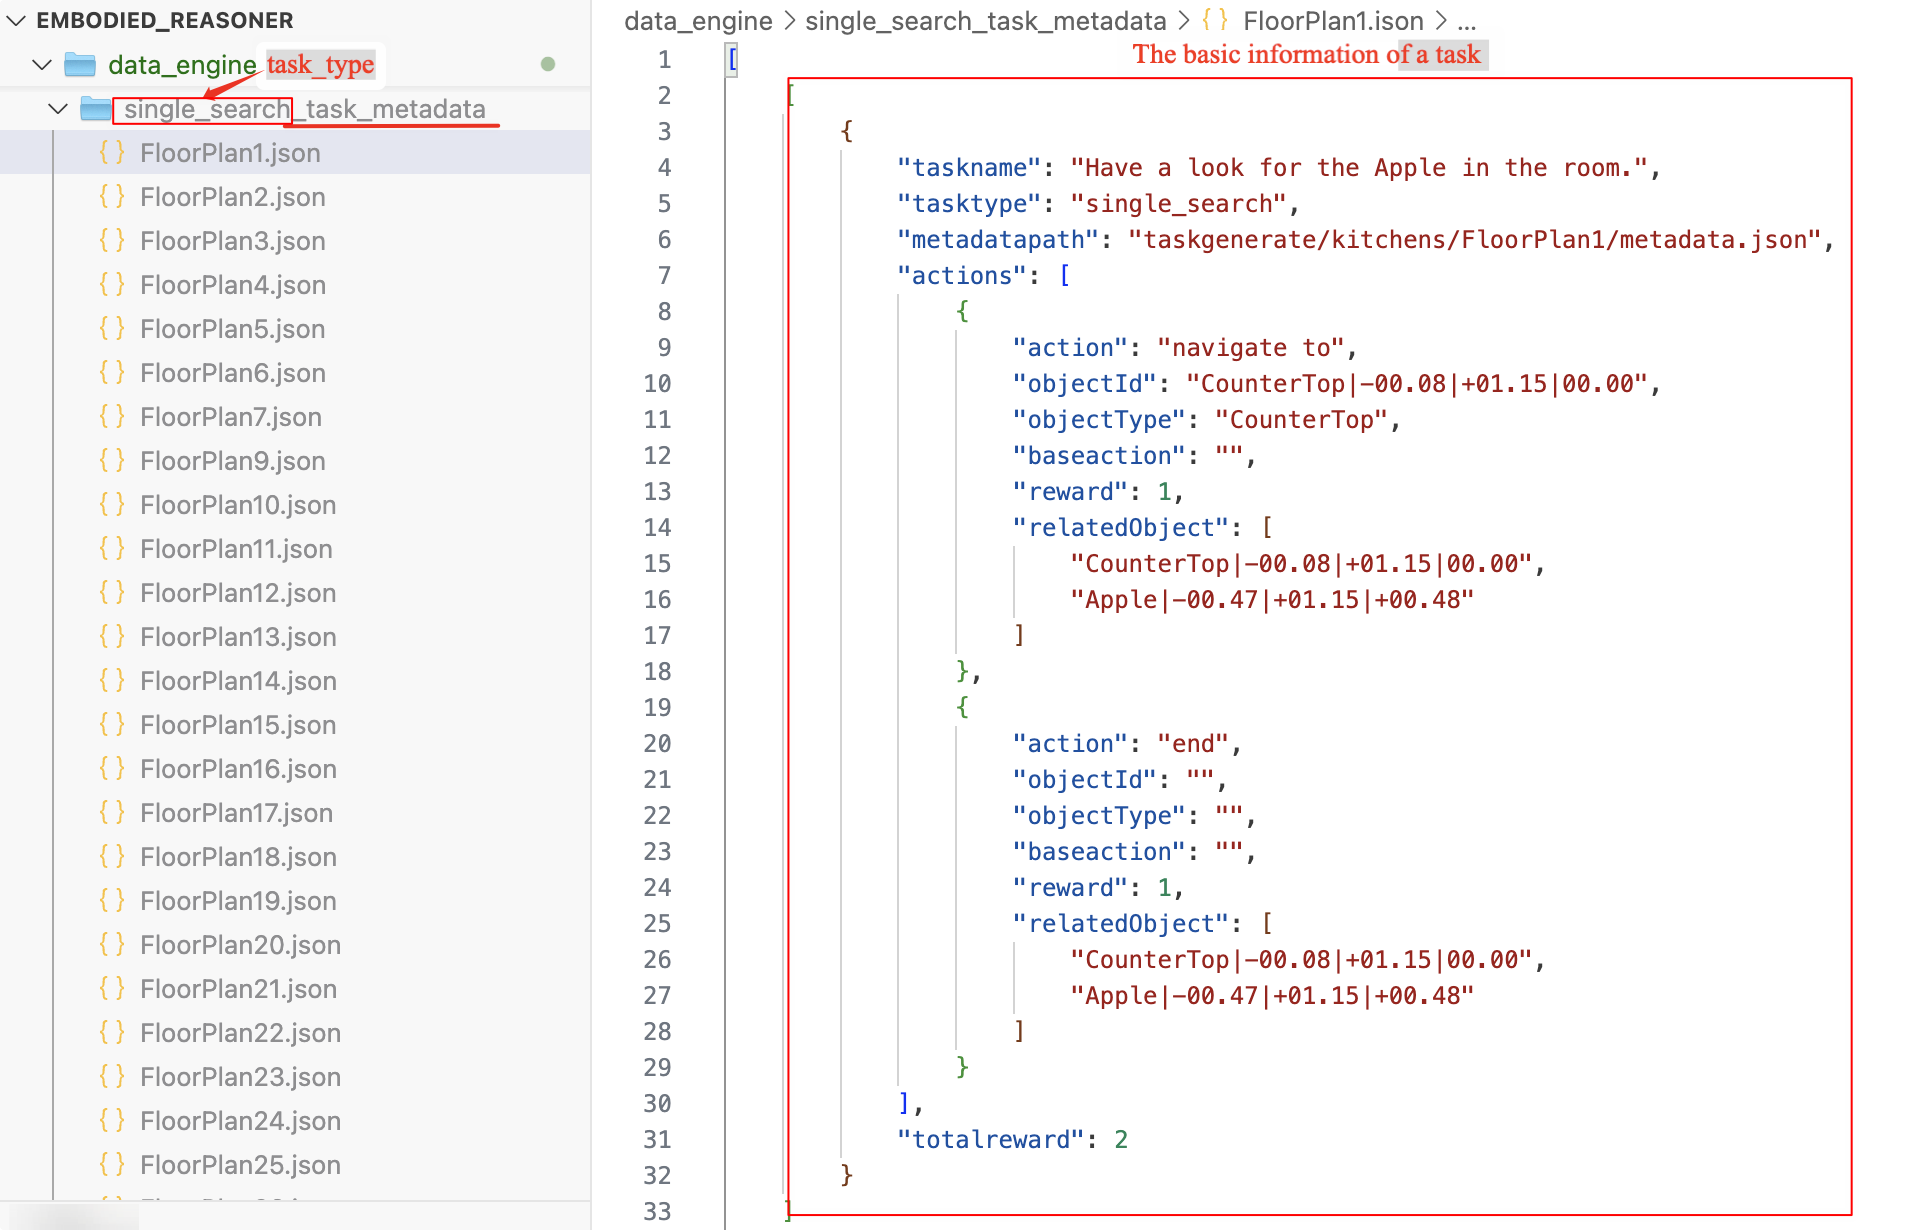 EMBODIED_REASONER
data_engine
task_type
single_search_task_metadata
FloorPlan1.json
FloorPlan2.json
FloorPlan3.json
FloorPlan4.json
FloorPlan5.json
FloorPlan6.json
FloorPlan7.json
FloorPlan9.json
FloorPlan10.json
FloorPlan11.json
FloorPlan12.json
FloorPlan13.json
FloorPlan14.json
FloorPlan15.json
FloorPlan16.json
FloorPlan17.json
FloorPlan18.json
FloorPlan19.json
FloorPlan20.json
FloorPlan21.json
FloorPlan22.json
FloorPlan23.json
FloorPlan24.json
FloorPlan25.json
data_engine > single_search_task_metadata > {} FloorPlan1.json > ...
The basic information of a task
1 [
2 [
3 {
4 "taskname": "Have a look for the Apple in the room.",
5 "tasktype": "single_search",
6 "metadatapath": "taskgenerate/kitchens/FloorPlan1/metadata.json",
7 "actions": [
8 {
9 "action": "navigate to",
10 "objectId": "CounterTop|-00.08|+01.15|00.00",
11 "objectType": "CounterTop",
12 "baseaction": "",
13 "reward": 1,
14 "relatedObject": [
15 "CounterTop|-00.08|+01.15|00.00",
16 "Apple|-00.47|+01.15|+00.48"
17 ]
18 },
19 {
20 "action": "end",
21 "objectId": "",
22 "objectType": "",
23 "baseaction": "",
24 "reward": 1,
25 "relatedObject": [
26 "CounterTop|-00.08|+01.15|00.00",
27 "Apple|-00.47|+01.15|+00.48"
28 ]
29 }
30 ],
31 "totalreward": 2
32 }
33 ]